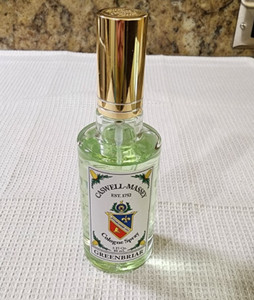 CASWELL-MASSEY
EST. 1752
Cologne Spray
GREENBRIAR